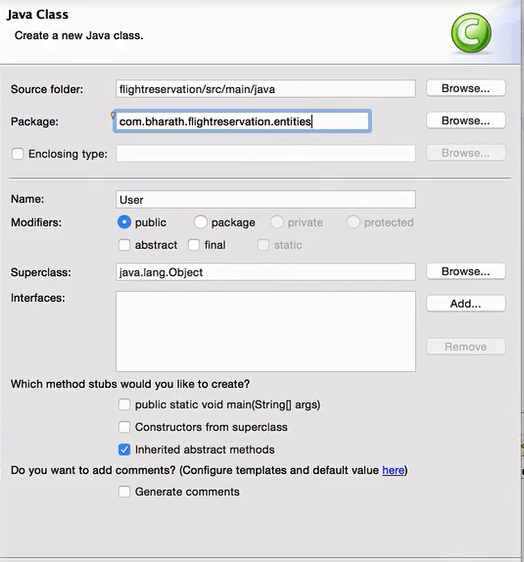 Java Class
Create a new Java class.
C
Source folder: flightreservation/src/main/java Browse...
Package: com.bharath.flightreservation.entities Browse...
Enclosing type: Browse...
Name: User
Modifiers: public package private protected
abstract final static
Superclass: java.lang.Object Browse...
Interfaces: Add...
Remove
Which method stubs would you like to create?
public static void main(String[] args)
Constructors from superclass
Inherited abstract methods
Do you want to add comments? (Configure templates and default value here)
Generate comments